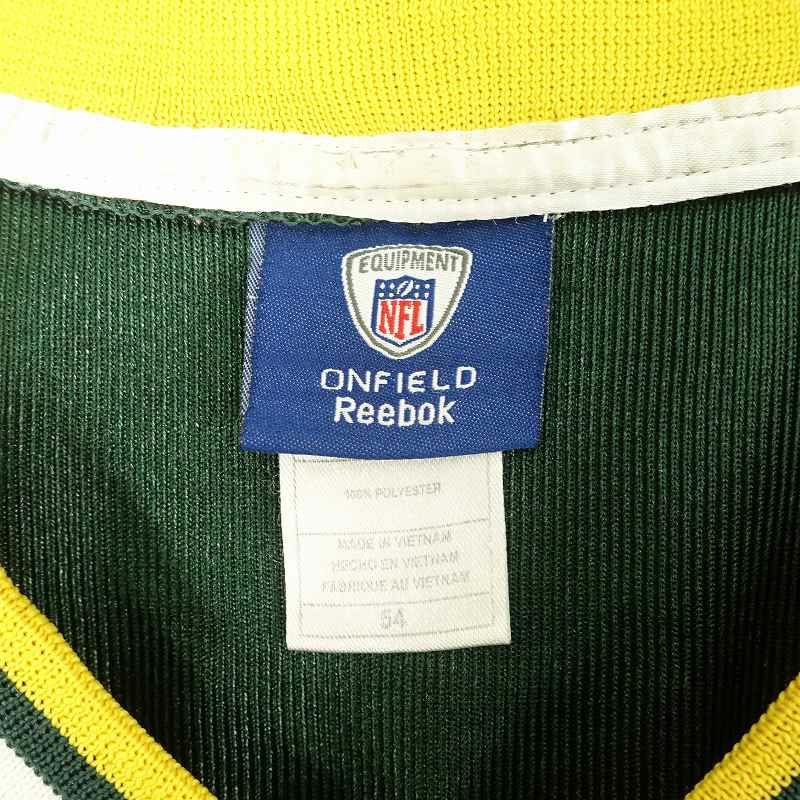 EQUIPMENT
NFL
ONFIELD
Reebok
100% POLYESTER
MADE IN VIETNAM
HECHO EN VIETNAM
FABRIQUE AU VIETNAM
54